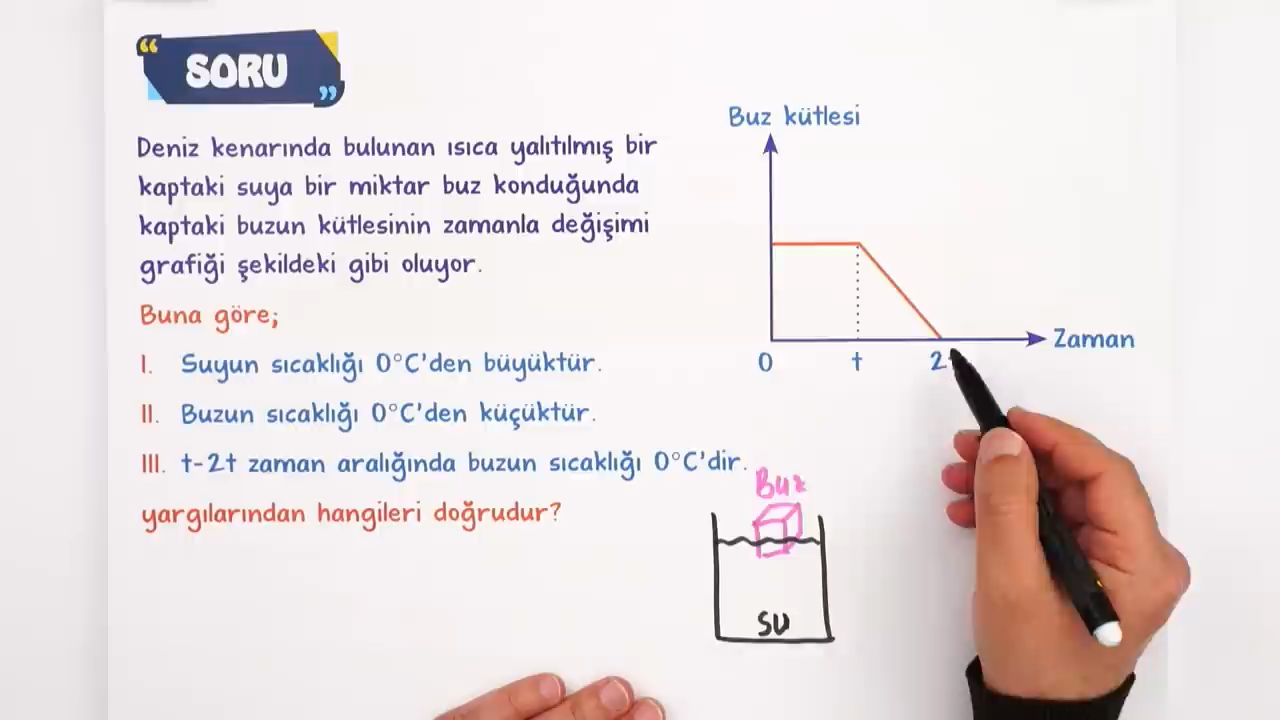 “ SORU ”
Deniz kenarında bulunan ısıca yalıtılmış bir
kaptaki suya bir miktar buz konduğunda
kaptaki buzun kütlesinin zamanla değişimi
grafiği şekildeki gibi oluyor.
Buna göre;
I. Suyun sıcaklığı 0°C'den büyüktür.
II. Buzun sıcaklığı 0°C'den küçüktür.
III. t-2t zaman aralığında buzun sıcaklığı 0°C'dir.
yargılarından hangileri doğrudur?
Buz kütlesi
Zaman
0 t 2
Buz
SU